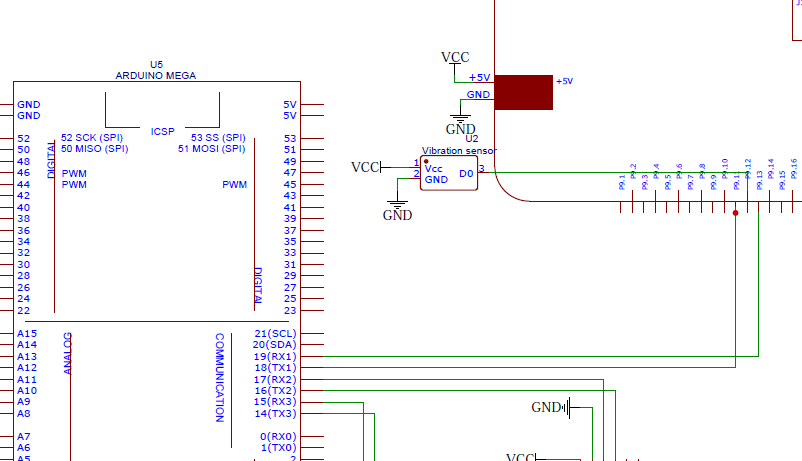 J1
VCC
U5
ARDUINO MEGA
+5V
+5V
GND
GND
5V
GND
5V
GND
ICSP
52
52 SCK (SPI)
53 SS (SPI)
53
U2
50
50 MISO (SPI)
51 MOSI (SPI)
51
Vibration sensor
48
DIGITAL
49
46
PWM
47
VCC
1
Vcc
D0
3
44
PWM
PWM
45
2
GND
42
43
40
41
GND
38
39
36
37
34
35
32
33
30
31
28
29
26
27
24
25
22
23
DIGITAL
P9.1
P9.2
P9.3
P9.4
P9.5
P9.6
P9.7
P9.8
P9.9
P9.10
P9.11
P9.12
P9.13
P9.14
P9.15
P9.16
A15
21(SCL)
A14
20(SDA)
A13
19(RX1)
A12
18(TX1)
A11
17(RX2)
A10
16(TX2)
A9
15(RX3)
A8
14(TX3)
ANALOG
COMMUNICATION
GND
A7
0(RX0)
A6
1(TX0)
A5
2
VCC